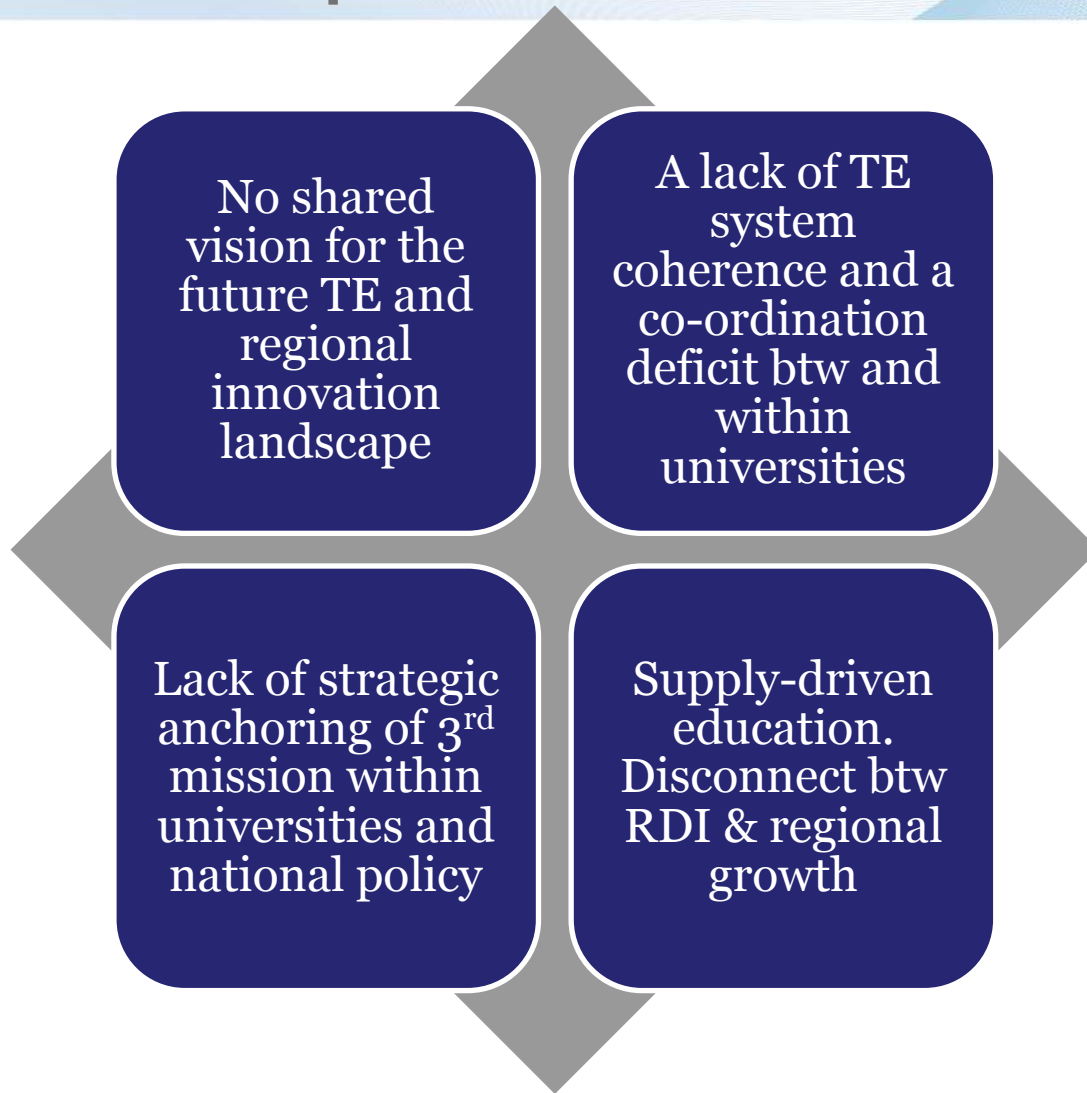 No shared
vision for the
future TE and
regional
innovation
landscape
A lack of TE
system
coherence and a
co-ordination
deficit btw and
within
universities
Lack of strategic
anchoring of 3rd
mission within
universities and
national policy
Supply-driven
education.
Disconnect btw
RDI & regional
growth